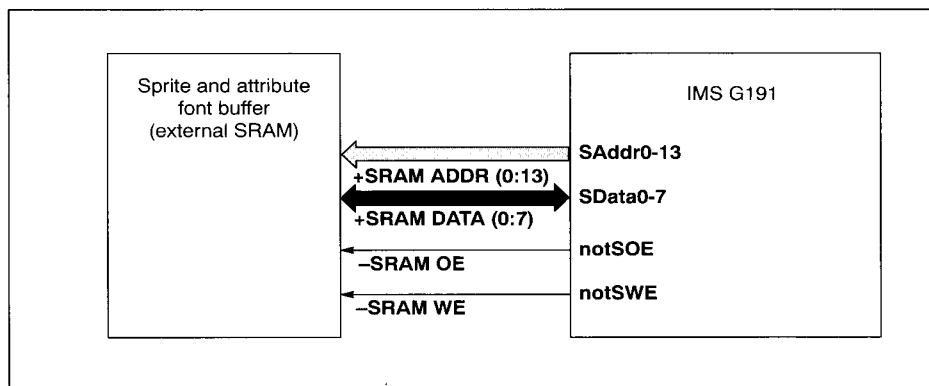 Sprite and attribute
font buffer
(external SRAM)
IMS G191
SAddr0-13
+SRAM ADDR (0:13)
SData0-7
+SRAM DATA (0:7)
notSOE
–SRAM OE
notSWE
–SRAM WE